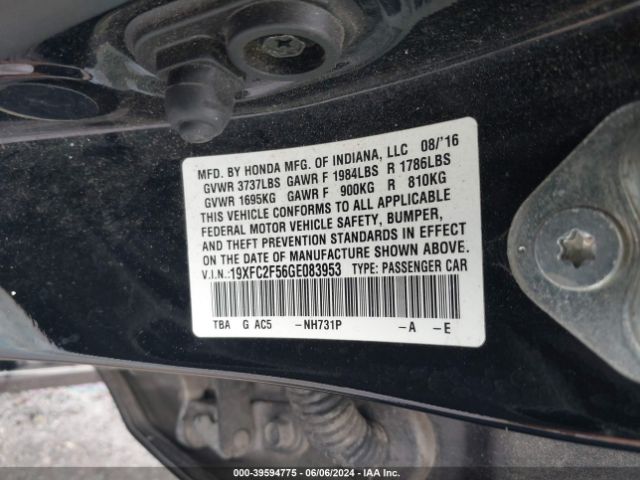 MFD. BY HONDA MFG. OF INDIANA, LLC 08/'16
GVWR 3737LBS GAWR F 1984LBS R 1786LBS
GVWR 1695KG GAWR F 900KG R 810KG
THIS VEHICLE CONFORMS TO ALL APPLICABLE
FEDERAL MOTOR VEHICLE SAFETY, BUMPER,
AND THEFT PREVENTION STANDARDS IN EFFECT
ON THE DATE OF MANUFACTURE SHOWN ABOVE.
V.I.N.:19XFC2F56GE083953 TYPE: PASSENGER CAR
TBA G AC5 -NH731P -A -E
000-39594775 - 06/06/2024 - IAA Inc.